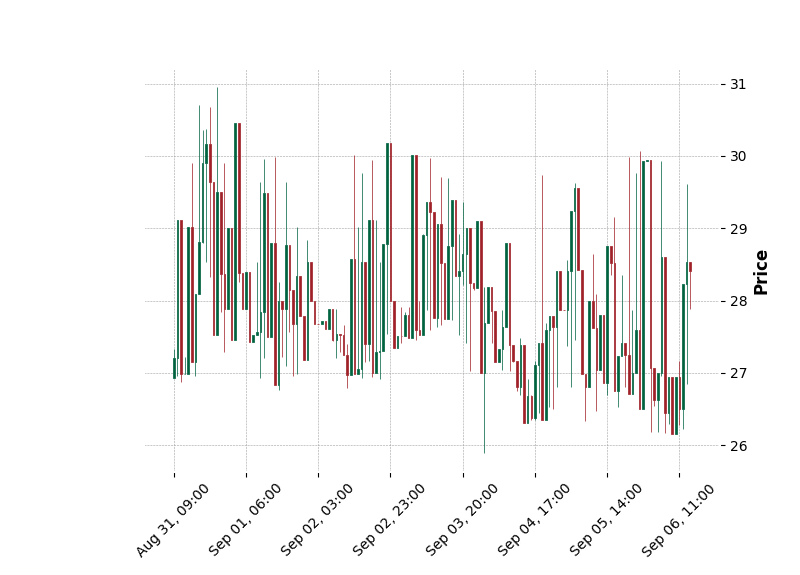 31
30
29
28
27
26
Price
Aug 31, 09:00
Sep 01, 06:00
Sep 02, 03:00
Sep 02, 23:00
Sep 03, 20:00
Sep 04, 17:00
Sep 05, 14:00
Sep 06, 11:00